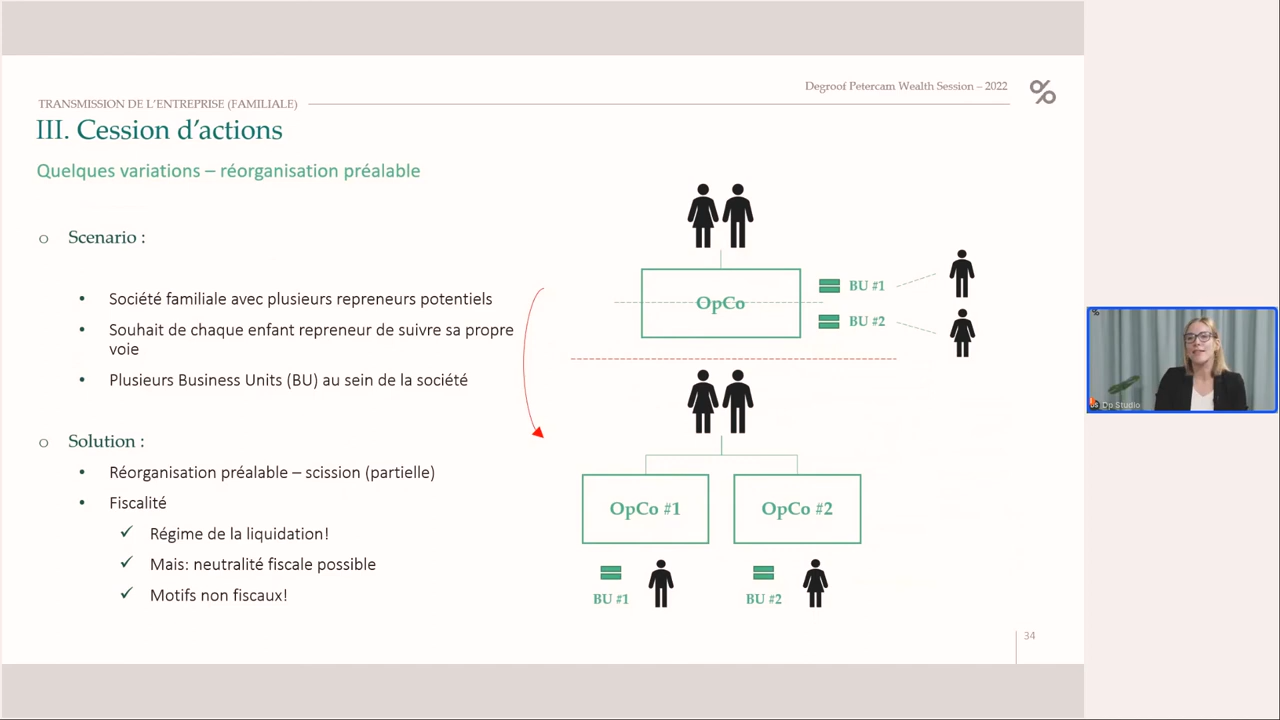 Degroof Petercam Wealth Session – 2022
TRANSMISSION DE L’ENTREPRISE (FAMILIALE)
III. Cession d’actions
Quelques variations – réorganisation préalable
Scenario :
Société familiale avec plusieurs repreneurs potentiels
Souhait de chaque enfant repreneur de suivre sa propre
voie
Plusieurs Business Units (BU) au sein de la société
Solution :
Réorganisation préalable – scission (partielle)
Fiscalité
Régime de la liquidation!
Mais: neutralité fiscale possible
Motifs non fiscaux!
OpCo
BU #1
BU #2
OpCo #1
OpCo #2
BU #1
BU #2
34
Dp Studio